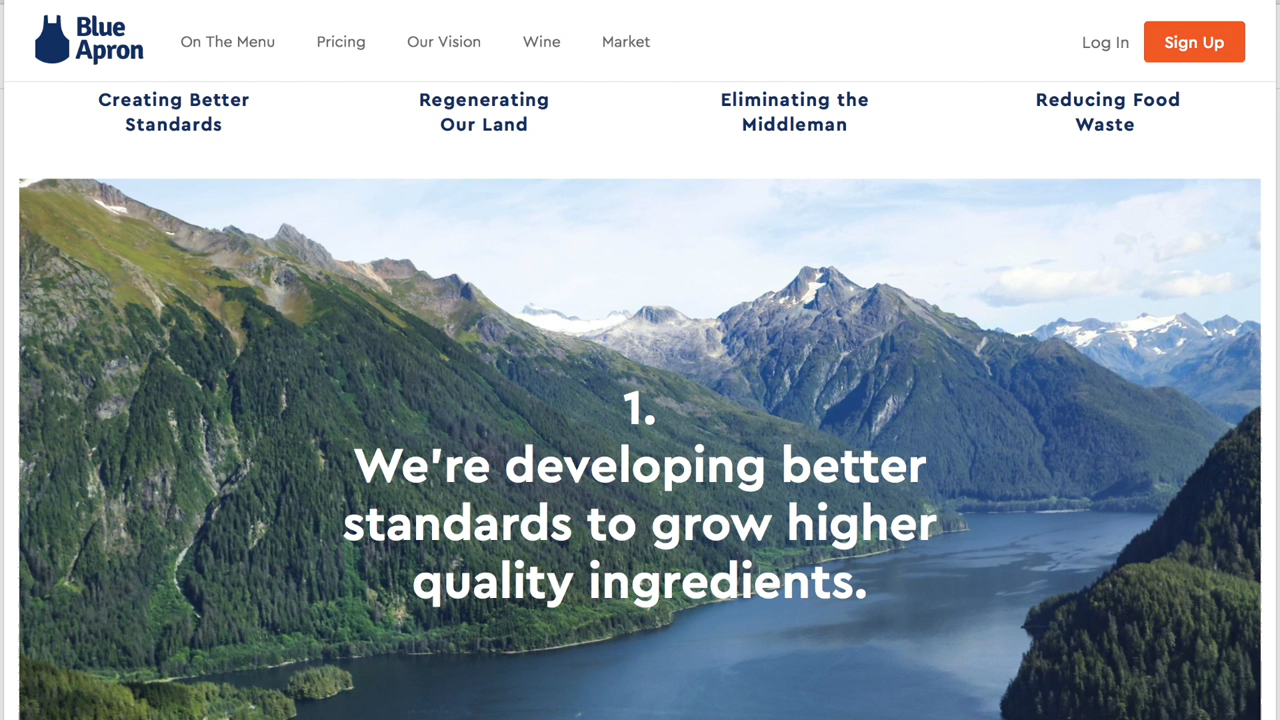 Blue
Apron
On The Menu
Pricing
Our Vision
Wine
Market
Log In
Sign Up
Creating Better
Standards
Regenerating
Our Land
Eliminating the
Middleman
Reducing Food
Waste
1.
We're developing better
standards to grow higher
quality ingredients.